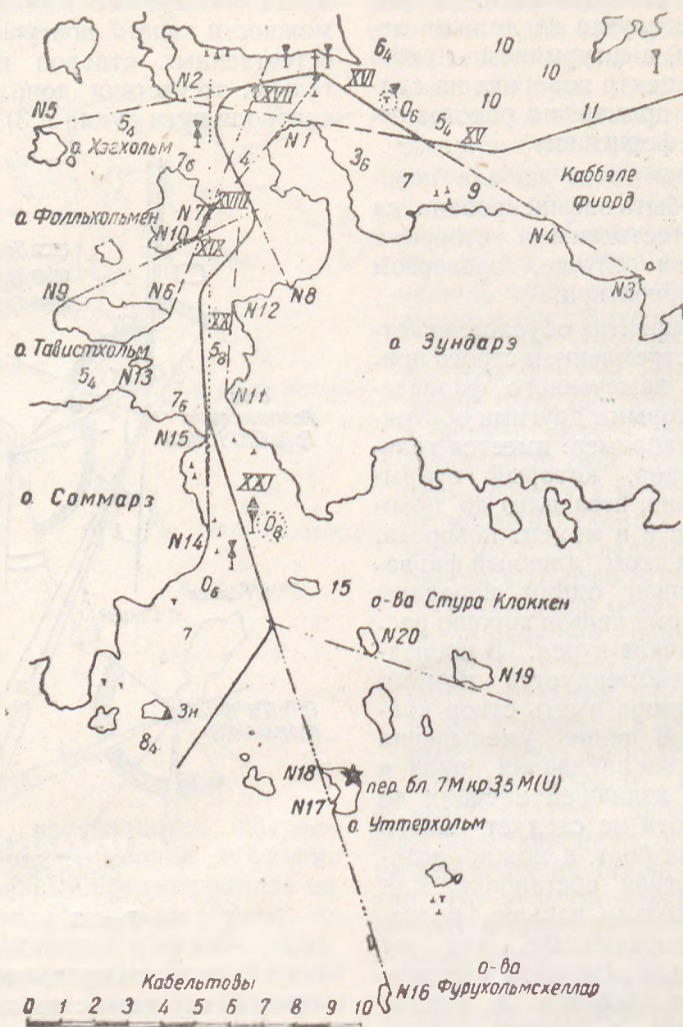 6₄
10
10
N2
XVII
XVI
N5
5₄
0₆
10
11
о. Хэгхольм
N1
5₄
XV
7₆
4
3₆
7
9
Каббэле
фиорд
о. Фолльхольмен
N7
XVIII
N10
XIX
N4
N9
N6
N8
N3
N12
XX
о. Тавистхольм
5₈
о. Зундарэ
5₄
N13
7₆
N11
N15
о. Соммарэ
XXI
N14
0₈
0₆
15
о-ва Стура Клоккен
7
N20
N19
3н
8₄
N18
пер. бл. 7М кр 3,5 М(U)
N17
о. Уттерхольм
Кабельтовы
о-ва
Фурухольмсхеллар
N16
0 1 2 3 4 5 6 7 8 9 10